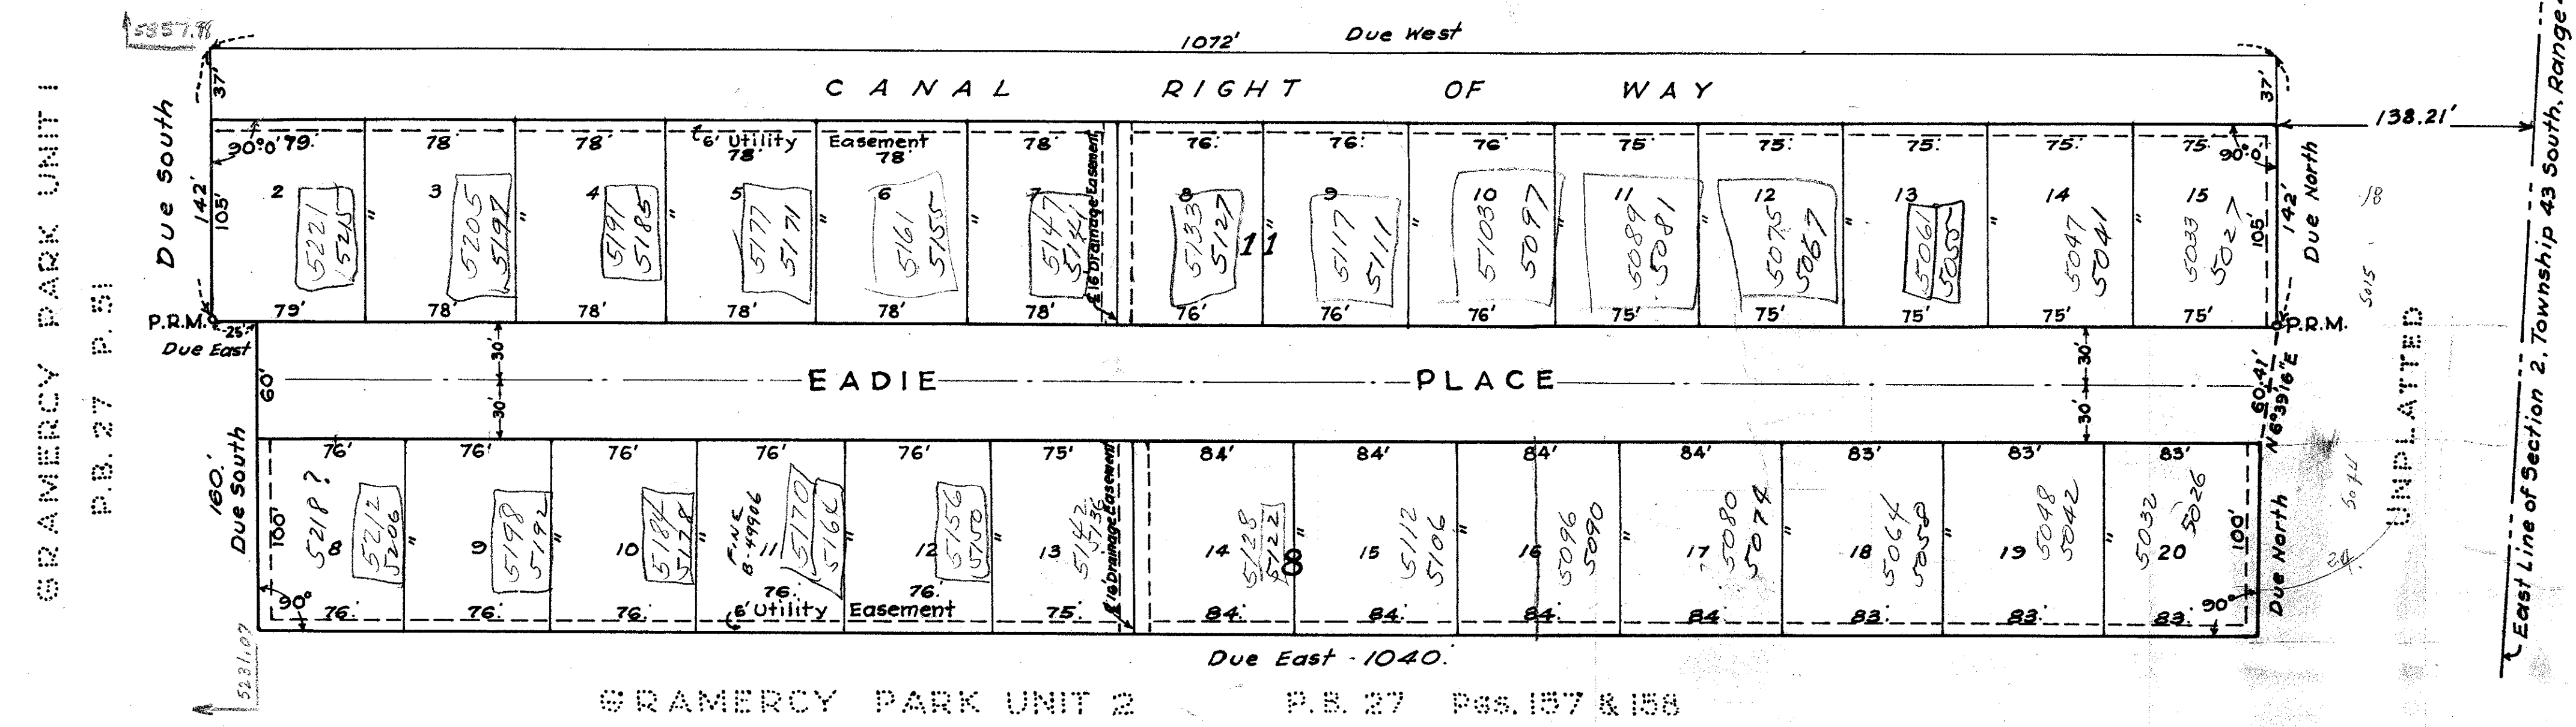 5357.98
1072' Due West
37' CANAL RIGHT OF WAY 37'
138.21'
Due South
142'
105'
90°0' 79' 78' 78' ₵6' Utility Easement 78' 78' 78' 76' 76' 76' 75' 75' 75' 75' 75' 90°0'
2 3 4 5 6 7 8 9 10 11 12 13 14 15
5221 5215
5205 5197
5191 5185
5177 5171
5161 5155
5147 5141
₵16' Drainage Easement
5133 5127
11
5117 5111
5103 5097
5089 5081
5075 5067
5061 5055
5047 5041
5033 5027
105'
142'
Due North
18
5015
79' 78' 78' 78' 78' 78' 76' 76' 76' 75' 75' 75' 75' 75'
P.R.M. 25' P.R.M.
Due East
60' 30' 30' EADIE PLACE 30' 30' 60.41' N6°39'16"E
160.'
Due South
100'
76' 76' 76' 76' 76' 75' 84' 84' 84' 84' 83' 83' 83'
8 9 10 11 12 13 14 15 16 17 18 19 20
5218?
5212 5206
5198 5192
5184 5178
FINE
B-49906
5170 5164
5156 5150
5142 5136
₵16' Drainage Easement
5128 5122
8
5112 5106
5096 5090
5080 5074
5064 5058
5048 5042
5032 5026
100'
Due North
90° 76' 76' 76' 76' 76' 75' 84' 84' 84' 84' 83' 83' 83' 90°
₵6' Utility Easement
5231.07
Due East - 1040.'
GRAMERCY PARK UNIT 2 P.B. 27 Pgs. 157 & 158
GRAMERCY PARK UNIT 1
P.B. 27 P. 51
UNPLATTED
East Line of Section 2, Township 43 South, Range